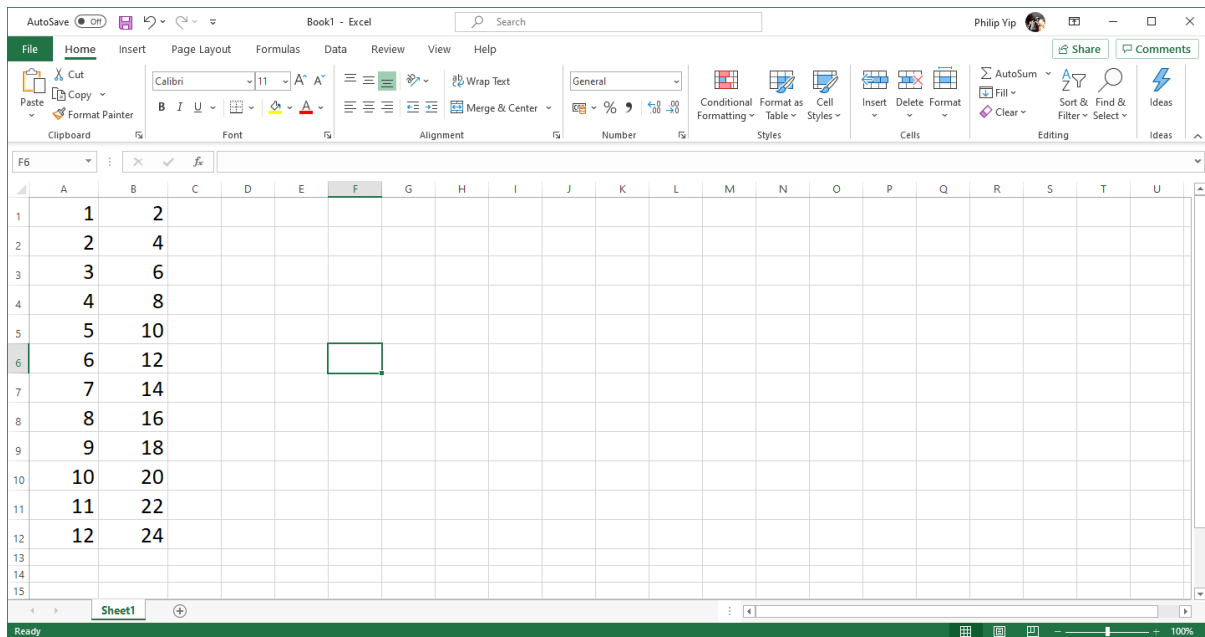 AutoSave Off Book1 - Excel Search Philip Yip
File Home Insert Page Layout Formulas Data Review View Help Share Comments
Paste Cut Copy Format Painter
Clipboard
Calibri 11 A A
B I U A
Font
ab Wrap Text
Merge & Center
Alignment
General
% , .00 .0
Number
Conditional Formatting Format as Table Cell Styles
Styles
Insert Delete Format
Cells
AutoSum Fill Clear
Sort & Filter Find & Select
Editing
Ideas
Ideas
F6 fx
A B C D E F G H I J K L M N O P Q R S T U
1 1 2
2 2 4
3 3 6
4 4 8
5 5 10
6 6 12
7 7 14
8 8 16
9 9 18
10 10 20
11 11 22
12 12 24
13
14
15
Sheet1
Ready 100%